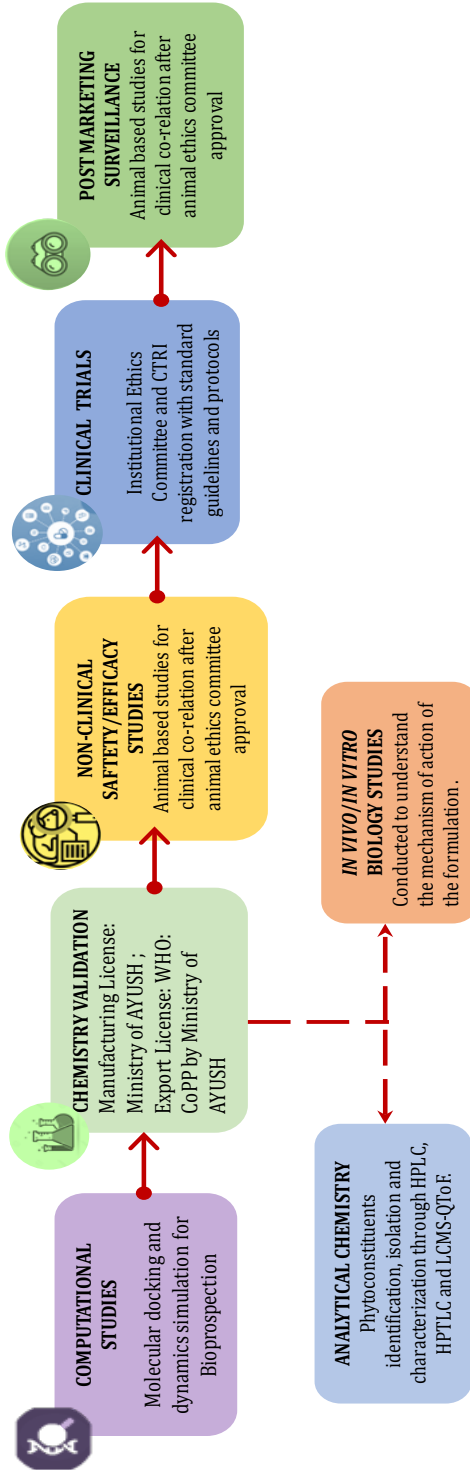 COMPUTATIONAL
STUDIES
Molecular docking and
dynamics simulation for
Bioprospection
CHEMISTRY VALIDATION
Manufacturing License:
Ministry of AYUSH ;
Export License: WHO:
CoPP by Ministry of
AYUSH
NON-CLINICAL
SAFTETY/EFFICACY
STUDIES
Animal based studies for
clinical co-relation after
animal ethics committee
approval
CLINICAL TRIALS
Institutional Ethics
Committee and CTRI
registration with standard
guidelines and protocols
POST MARKETING
SURVEILLANCE
Animal based studies for
clinical co-relation after
animal ethics committee
approval
ANALYTICAL CHEMISTRY
Phytoconstituents
identification, isolation and
characterization through HPLC,
HPTLC and LCMS-QToF.
IN VIVO/IN VITRO
BIOLOGY STUDIES
Conducted to understand
the mechanism of action of
the formulation.